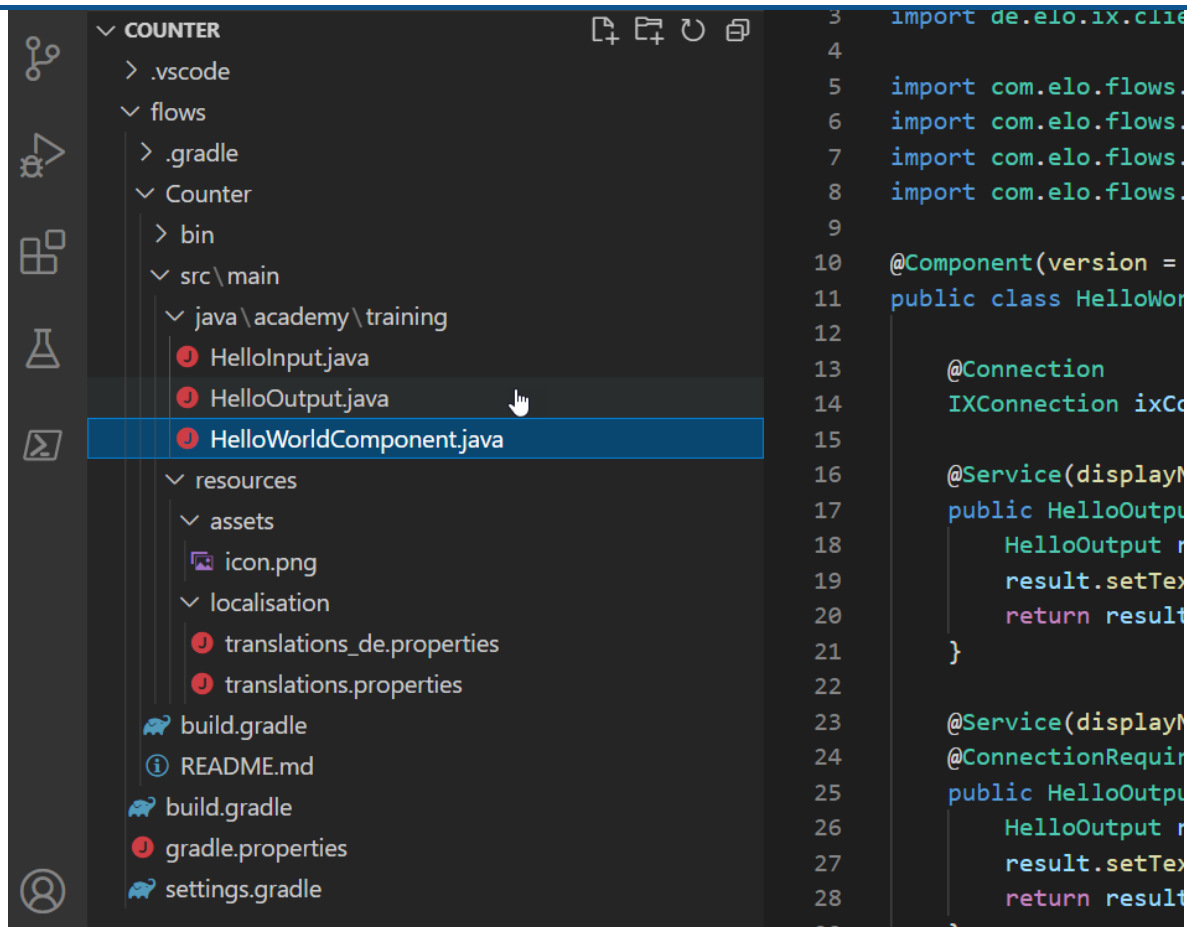 COUNTER
.vscode
flows
.gradle
Counter
bin
src\main
java\academy\training
HelloInput.java
HelloOutput.java
HelloWorldComponent.java
resources
assets
icon.png
localisation
translations_de.properties
translations.properties
build.gradle
README.md
build.gradle
gradle.properties
settings.gradle
3 import de.elo.ix.clie
4
5 import com.elo.flows.
6 import com.elo.flows.
7 import com.elo.flows.
8 import com.elo.flows.
9
10 @Component(version =
11 public class HelloWor
12
13 @Connection
14 IXConnection ixCo
15
16 @Service(displayN
17 public HelloOutpu
18 HelloOutput r
19 result.setTex
20 return result
21 }
22
23 @Service(displayN
24 @ConnectionRequir
25 public HelloOutpu
26 HelloOutput r
27 result.setTex
28 return result